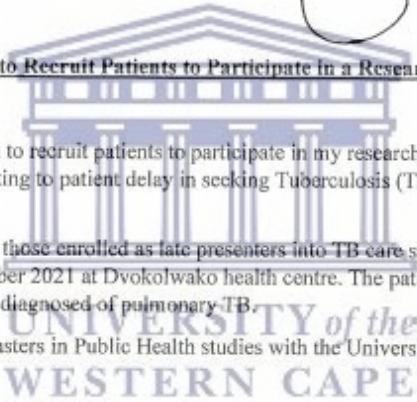 to Recruit Patients to Participate in a Resear
to recruit patients to participate in my research
ting to patient delay in seeking Tuberculosis (T
those enrolled as late presenters into TB care s
ber 2021 at Dvokolwako health centre. The pat
diagnosed of pulmonary TB.
UNIVERSITY of the
asters in Public Health studies with the Univers
WESTERN CAPE